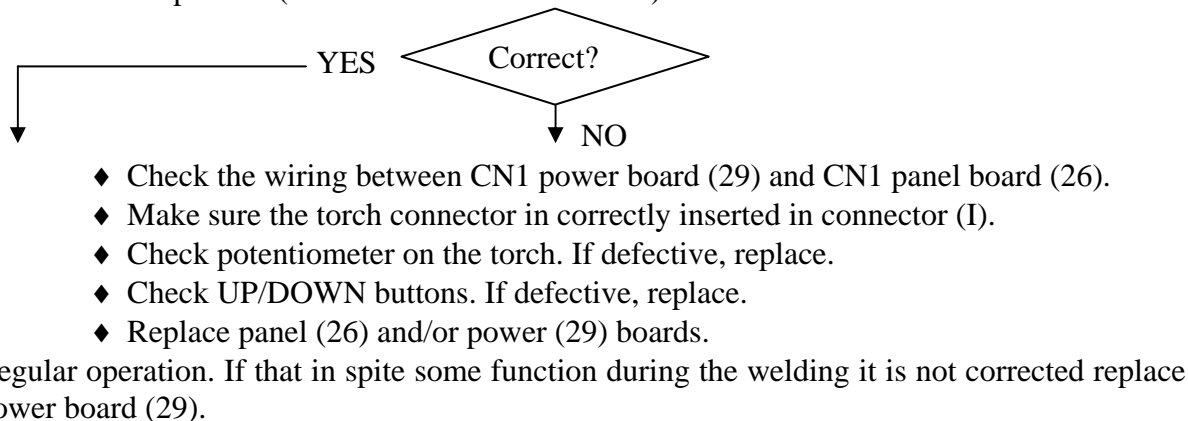 YES Correct?
NO
♦ Check the wiring between CN1 power board (29) and CN1 panel board (26).
♦ Make sure the torch connector in correctly inserted in connector (I).
♦ Check potentiometer on the torch. If defective, replace.
♦ Check UP/DOWN buttons. If defective, replace.
♦ Replace panel (26) and/or power (29) boards.
egular operation. If that in spite some function during the welding it is not corrected replace
ower board (29).